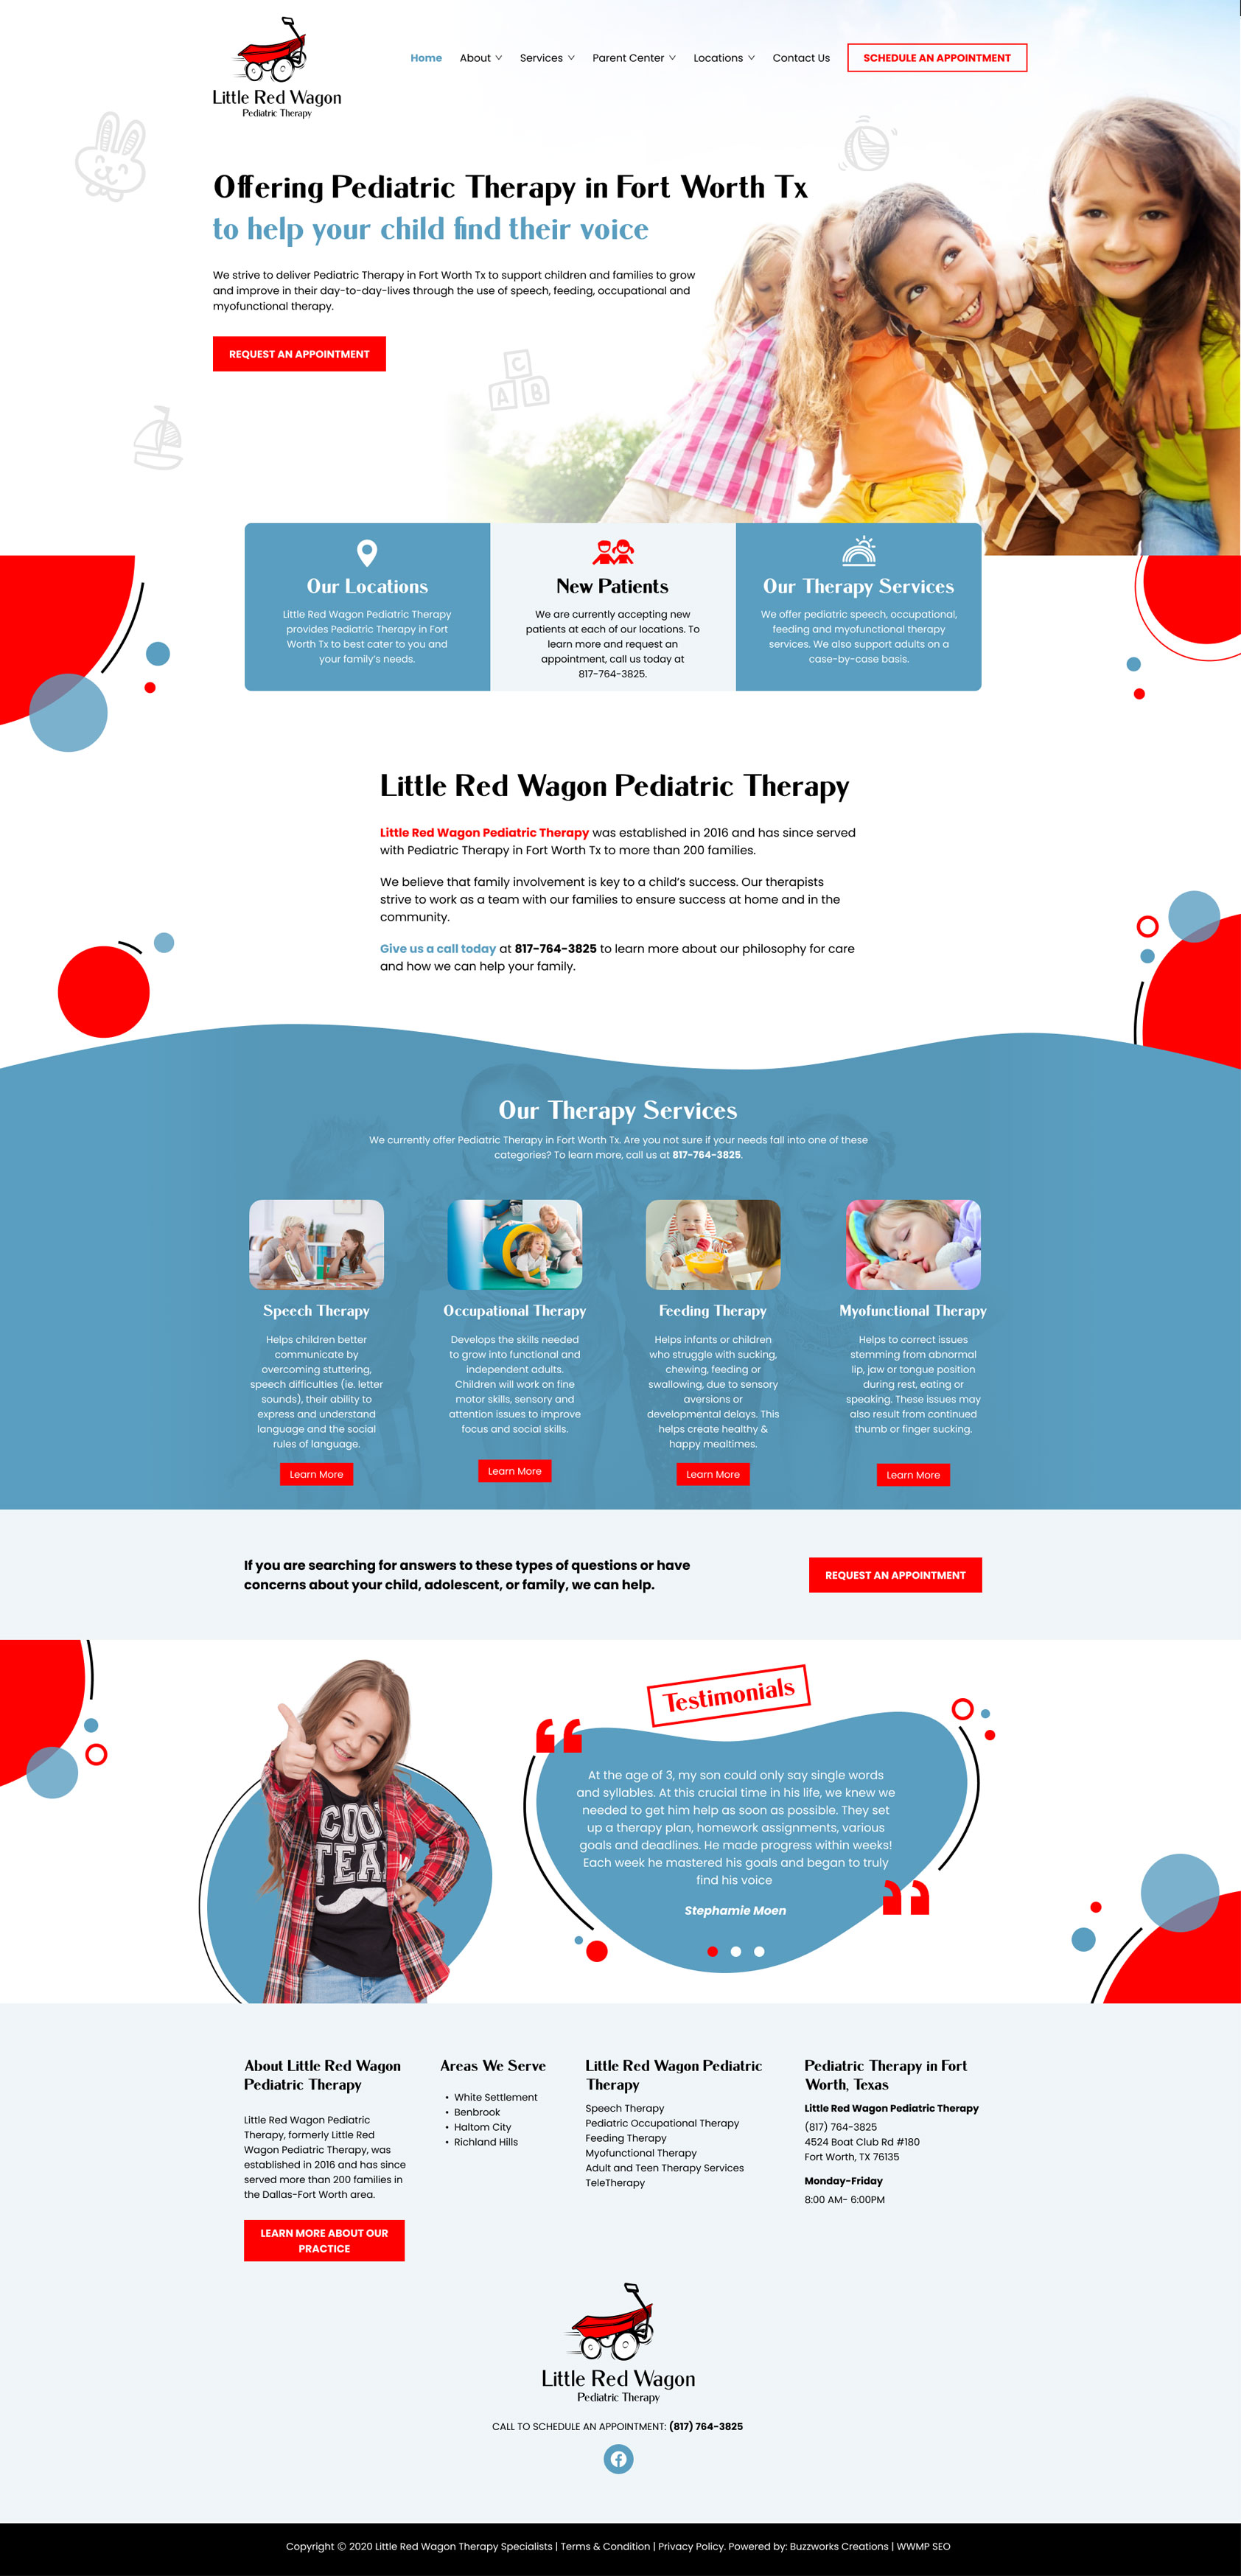 Little Red Wagon
Pediatric Therapy
Home About Services Parent Center Locations Contact Us SCHEDULE AN APPOINTMENT
Offering Pediatric Therapy in Fort Worth Tx
to help your child find their voice
We strive to deliver Pediatric Therapy in Fort Worth Tx to support children and families to grow
and improve in their day-to-day-lives through the use of speech, feeding, occupational and
myofunctional therapy.
REQUEST AN APPOINTMENT
C
A B
Our Locations
Little Red Wagon Pediatric Therapy
provides Pediatric Therapy in Fort
Worth Tx to best cater to you and
your family's needs.
New Patients
We are currently accepting new
patients at each of our locations. To
learn more and request an
appointment, call us today at
817-764-3825.
Our Therapy Services
We offer pediatric speech, occupational,
feeding and myofunctional therapy
services. We also support adults on a
case-by-case basis.
Little Red Wagon Pediatric Therapy
Little Red Wagon Pediatric Therapy was established in 2016 and has since served
with Pediatric Therapy in Fort Worth Tx to more than 200 families.
We believe that family involvement is key to a child's success. Our therapists
strive to work as a team with our families to ensure success at home and in the
community.
Give us a call today at 817-764-3825 to learn more about our philosophy for care
and how we can help your family.
Our Therapy Services
We currently offer Pediatric Therapy in Fort Worth Tx. Are you not sure if your needs fall into one of these
categories? To learn more, call us at 817-764-3825.
Speech Therapy
Helps children better
communicate by
overcoming stuttering,
speech difficulties (ie. letter
sounds), their ability to
express and understand
language and the social
rules of language.
Learn More
Occupational Therapy
Develops the skills needed
to grow into functional and
independent adults.
Children will work on fine
motor skills, sensory and
attention issues to improve
focus and social skills.
Learn More
Feeding Therapy
Helps infants or children
who struggle with sucking,
chewing, feeding or
swallowing, due to sensory
aversions or
developmental delays. This
helps create healthy &
happy mealtimes.
Learn More
Myofunctional Therapy
Helps to correct issues
stemming from abnormal
lip, jaw or tongue position
during rest, eating or
speaking. These issues may
also result from continued
thumb or finger sucking.
Learn More
If you are searching for answers to these types of questions or have
concerns about your child, adolescent, or family, we can help.
REQUEST AN APPOINTMENT
COO
TEA
Testimonials
At the age of 3, my son could only say single words
and syllables. At this crucial time in his life, we knew we
needed to get him help as soon as possible. They set
up a therapy plan, homework assignments, various
goals and deadlines. He made progress within weeks!
Each week he mastered his goals and began to truly
find his voice
Stephamie Moen
About Little Red Wagon
Pediatric Therapy
Little Red Wagon Pediatric
Therapy, formerly Little Red
Wagon Pediatric Therapy, was
established in 2016 and has since
served more than 200 families in
the Dallas-Fort Worth area.
LEARN MORE ABOUT OUR
PRACTICE
Areas We Serve
• White Settlement
• Benbrook
• Haltom City
• Richland Hills
Little Red Wagon Pediatric
Therapy
Speech Therapy
Pediatric Occupational Therapy
Feeding Therapy
Myofunctional Therapy
Adult and Teen Therapy Services
TeleTherapy
Pediatric Therapy in Fort
Worth, Texas
Little Red Wagon Pediatric Therapy
(817) 764-3825
4524 Boat Club Rd #180
Fort Worth, TX 76135
Monday-Friday
8:00 AM- 6:00PM
Little Red Wagon
Pediatric Therapy
CALL TO SCHEDULE AN APPOINTMENT: (817) 764-3825
Copyright © 2020 Little Red Wagon Therapy Specialists | Terms & Condition | Privacy Policy. Powered by: Buzzworks Creations | WWMP SEO